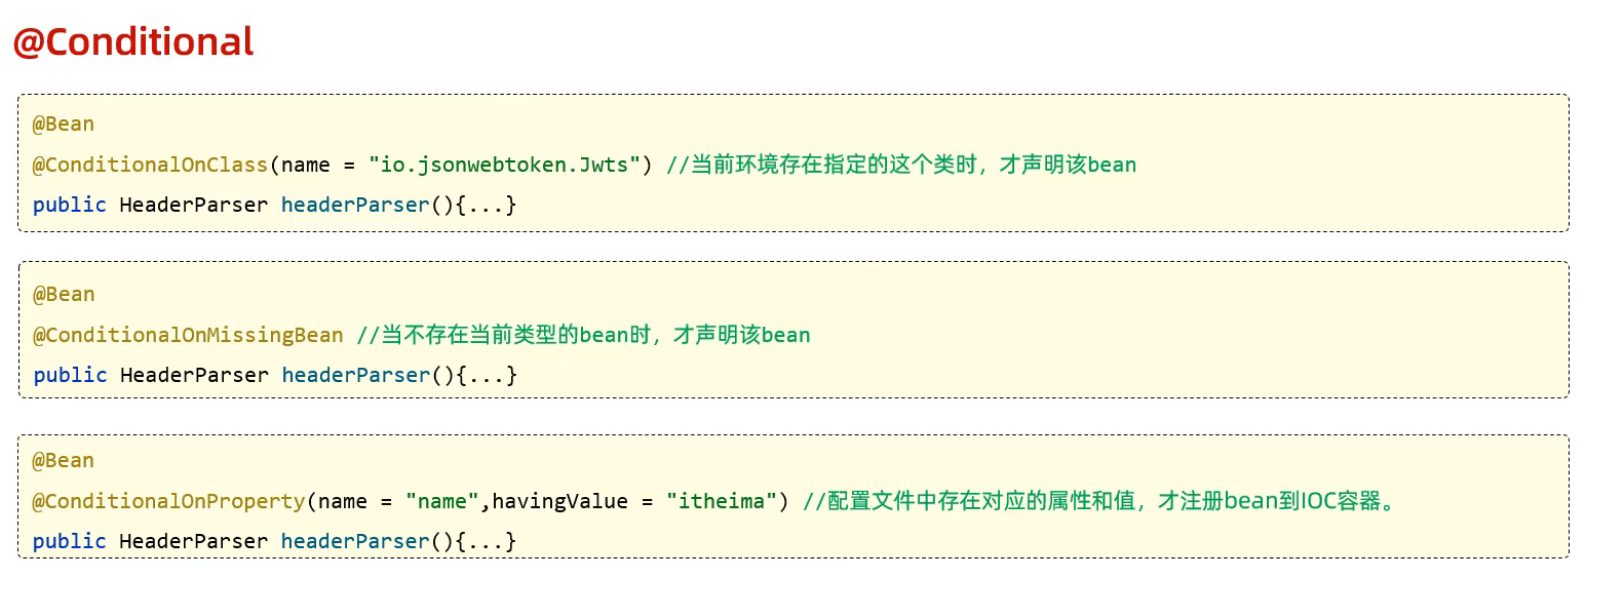 @Conditional
@Bean
@ConditionalOnClass(name = "io.jsonwebtoken.Jwts") //当前环境存在指定的这个类时，才声明该bean
public HeaderParser headerParser(){...}
@Bean
@ConditionalOnMissingBean //当不存在当前类型的bean时，才声明该bean
public HeaderParser headerParser(){...}
@Bean
@ConditionalOnProperty(name = "name",havingValue = "itheima") //配置文件中存在对应的属性和值，才注册bean到IOC容器。
public HeaderParser headerParser(){...}